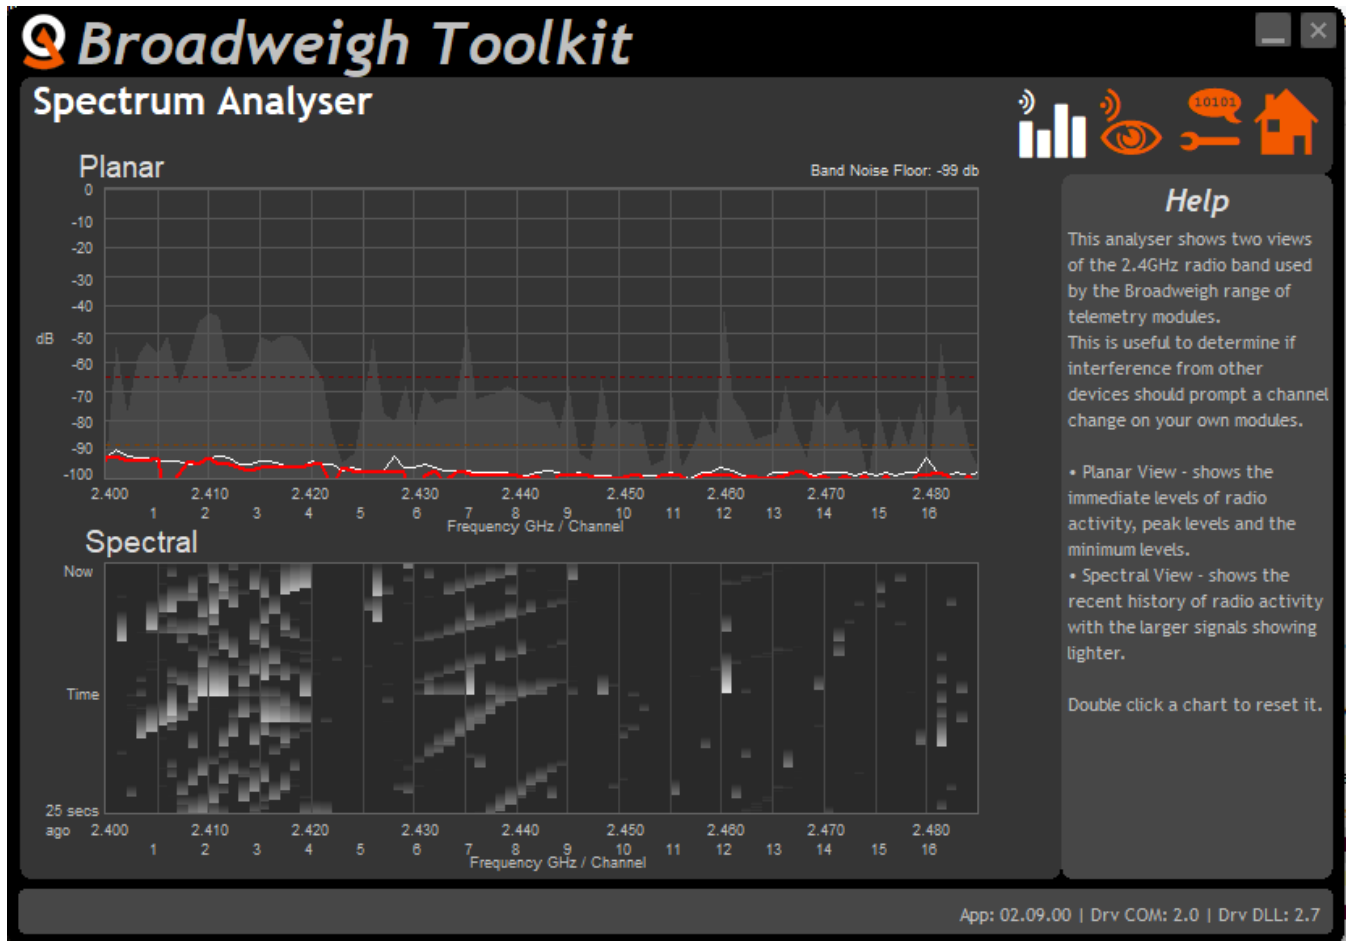 Broadweigh Toolkit
Spectrum Analyser
10101
Planar
Band Noise Floor: -99 db
0
-10
-20
-30
-40
dB
-50
-60
-70
-80
-90
-100
2.400 2.410 2.420 2.430 2.440 2.450 2.460 2.470 2.480
1 2 3 4 5 6 7 8 9 10 11 12 13 14 15 16
Frequency GHz / Channel
Spectral
Now
Time
25 secs
ago
2.400 2.410 2.420 2.430 2.440 2.450 2.460 2.470 2.480
1 2 3 4 5 6 7 8 9 10 11 12 13 14 15 16
Frequency GHz / Channel
Help
This analyser shows two views
of the 2.4GHz radio band used
by the Broadweigh range of
telemetry modules.
This is useful to determine if
interference from other
devices should prompt a channel
change on your own modules.
• Planar View - shows the
immediate levels of radio
activity, peak levels and the
minimum levels.
• Spectral View - shows the
recent history of radio activity
with the larger signals showing
lighter.
Double click a chart to reset it.
App: 02.09.00 | Drv COM: 2.0 | Drv DLL: 2.7